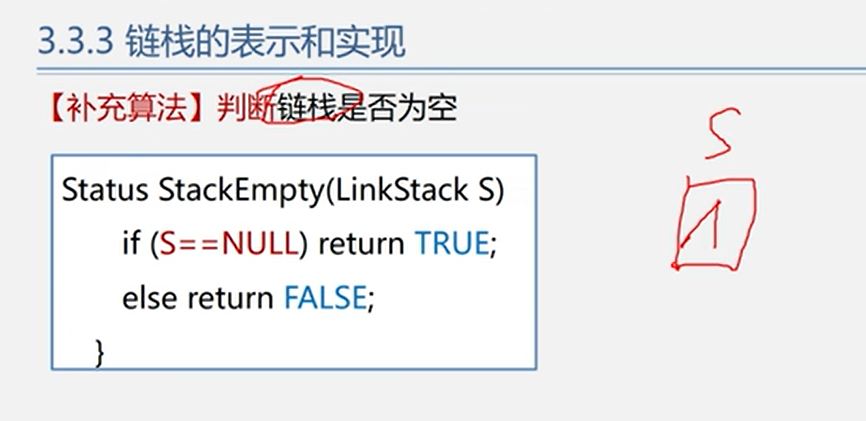 3.3.3 链栈的表示和实现
【补充算法】判断链栈是否为空
S
Status StackEmpty(LinkStack S)
if (S==NULL) return TRUE;
else return FALSE;
}
∧